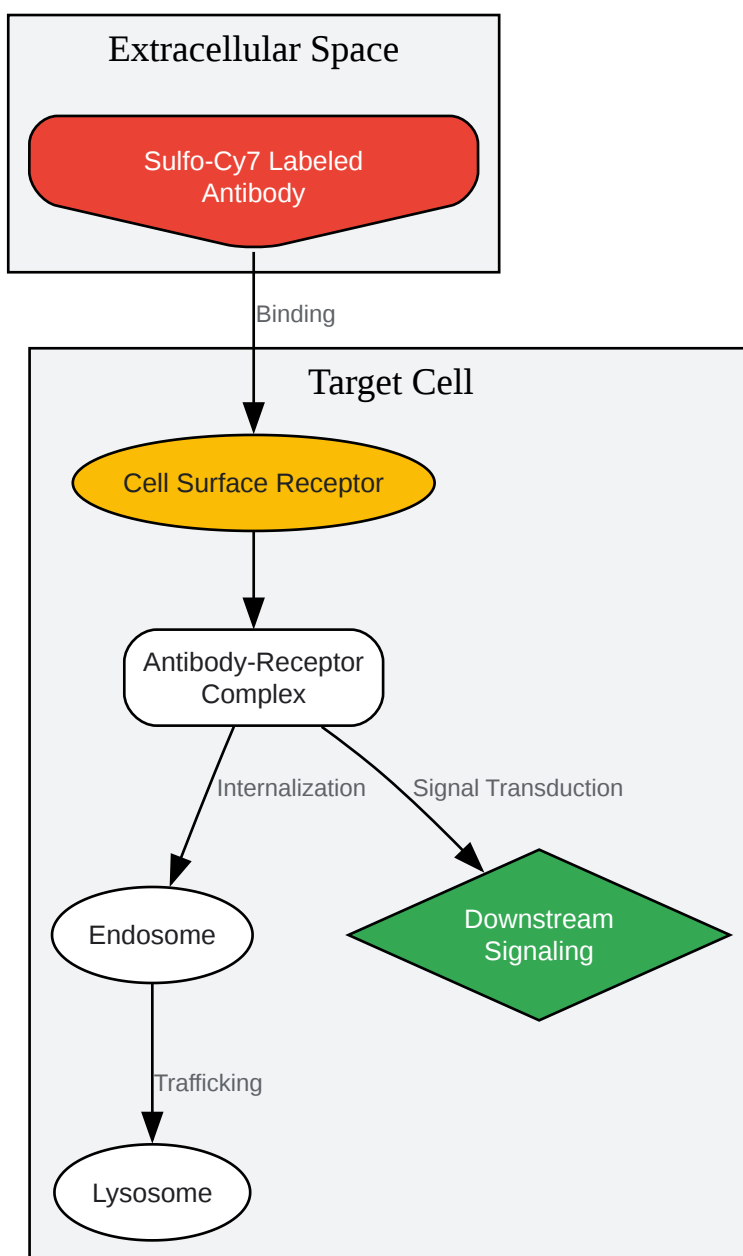 Extracellular Space
Sulfo-Cy7 Labeled
Antibody
Binding
Target Cell
Cell Surface Receptor
Antibody-Receptor
Complex
Internalization
Signal Transduction
Endosome
Downstream
Signaling
Trafficking
Lysosome